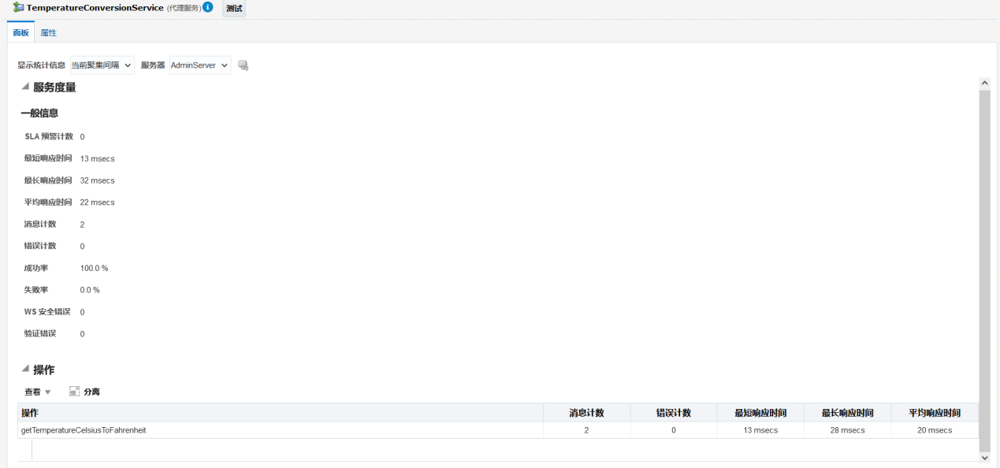 TemperatureConversionService (代理服务) 测试
面板 属性
显示统计信息 当前聚集间隔 服务器 AdminServer
服务度量
一般信息
SLA 预警计数 0
最短响应时间 13 msecs
最长响应时间 32 msecs
平均响应时间 22 msecs
消息计数 2
错误计数 0
成功率 100.0 %
失败率 0.0 %
WS 安全错误 0
验证错误 0
操作
查看 分离
操作 消息计数 错误计数 最短响应时间 最长响应时间 平均响应时间
getTemperatureCelsiusToFahrenheit 2 0 13 msecs 28 msecs 20 msecs